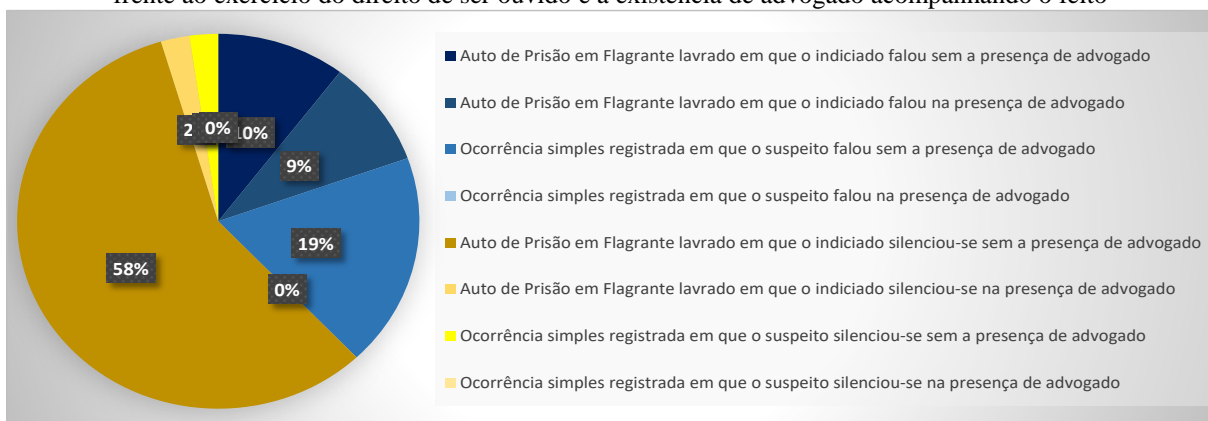 frente ao exercício do direito de ser ouvido e a existência de advogado acompanhando o feito
Auto de Prisão em Flagrante lavrado em que o indiciado falou sem a presença de advogado
Auto de Prisão em Flagrante lavrado em que o indiciado falou na presença de advogado
Ocorrência simples registrada em que o suspeito falou sem a presença de advogado
Ocorrência simples registrada em que o suspeito falou na presença de advogado
Auto de Prisão em Flagrante lavrado em que o indiciado silenciou-se sem a presença de advogado
Auto de Prisão em Flagrante lavrado em que o indiciado silenciou-se na presença de advogado
Ocorrência simples registrada em que o suspeito silenciou-se sem a presença de advogado
Ocorrência simples registrada em que o suspeito silenciou-se na presença de advogado
0%
10%
9%
19%
0%
58%